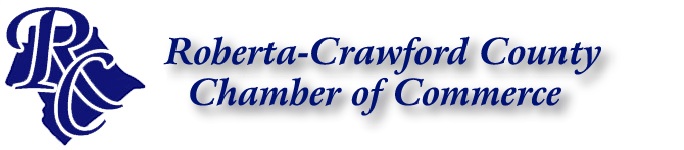 RC
Roberta-Crawford County
Chamber of Commerce